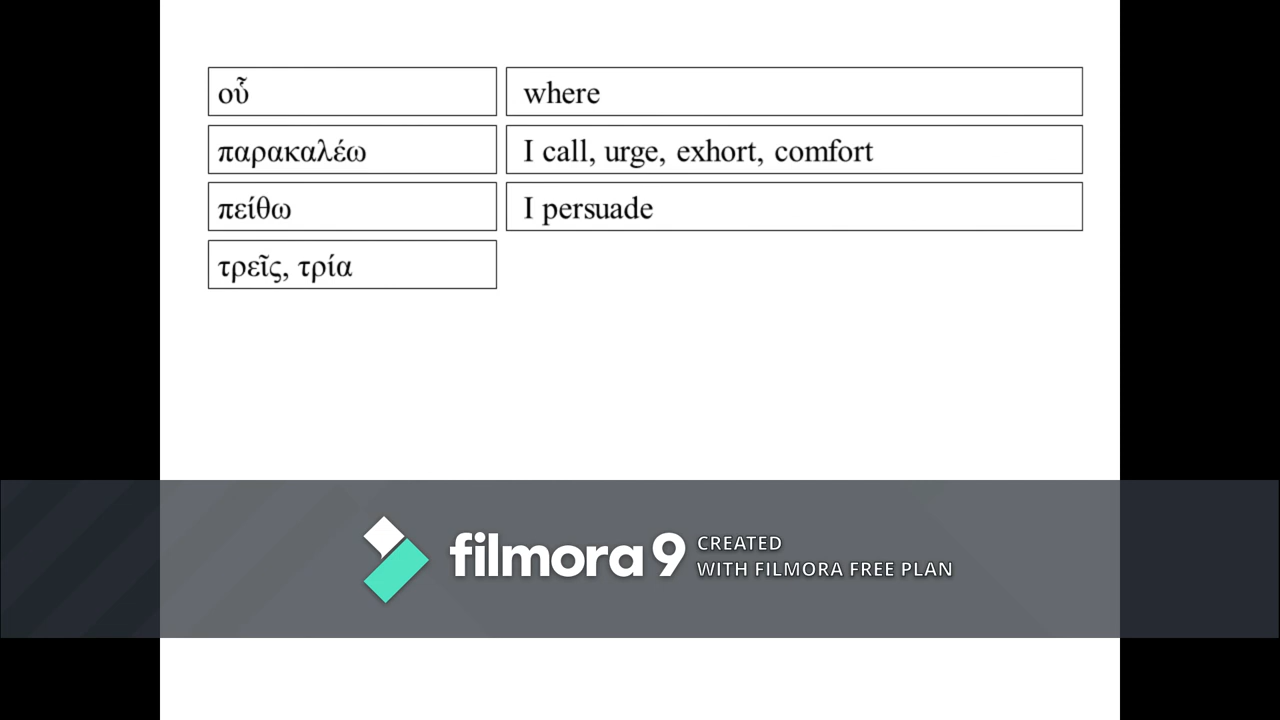 οὗ where
παρακαλέω I call, urge, exhort, comfort
πείθω I persuade
τρεῖς, τρία
filmora 9 CREATED
WITH FILMORA FREE PLAN